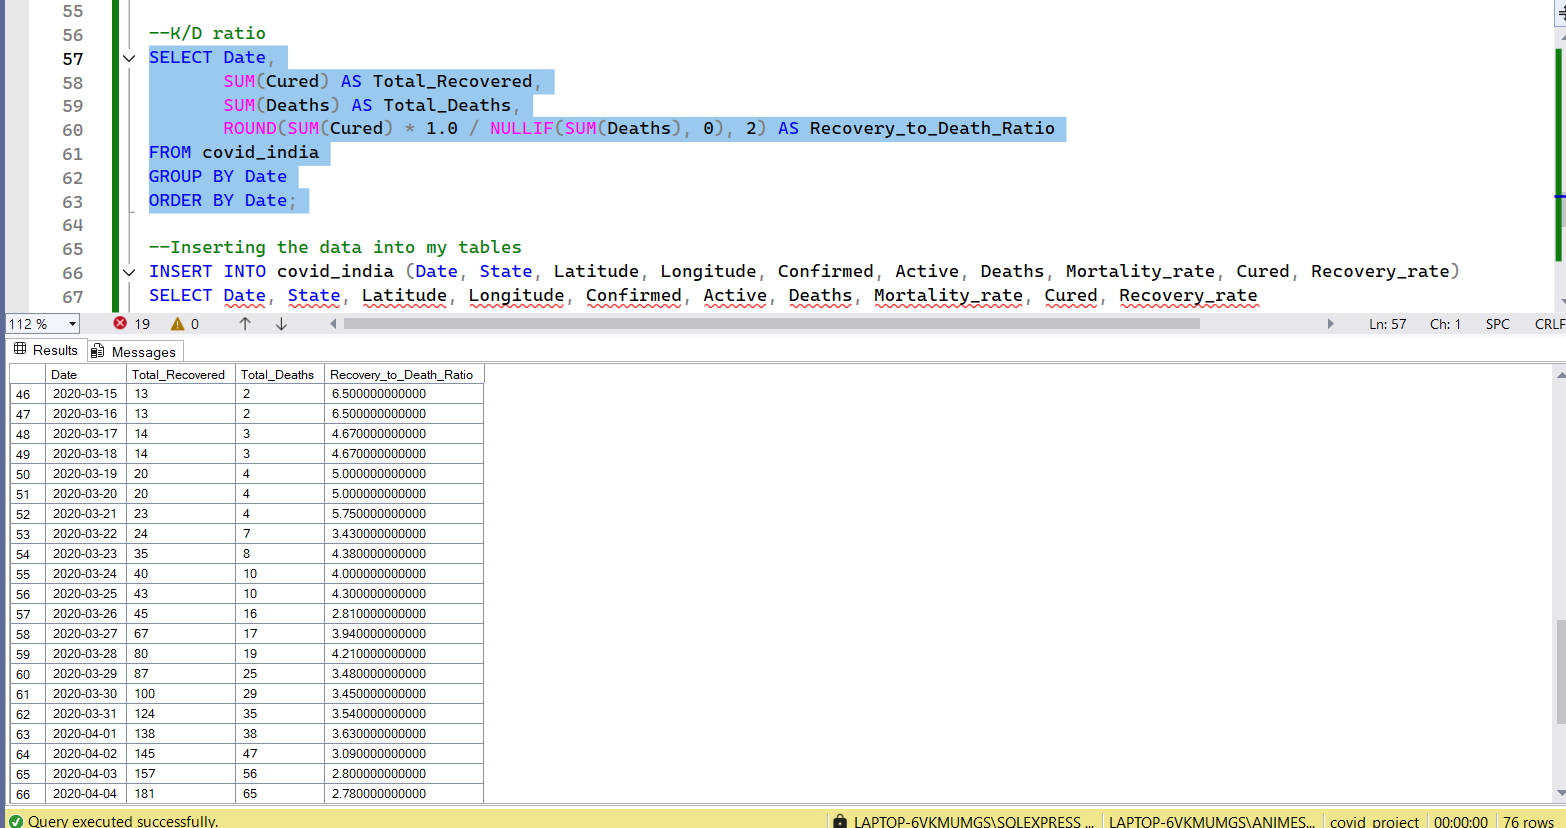 55
56 --K/D ratio
57 SELECT Date,
58 SUM(Cured) AS Total_Recovered,
59 SUM(Deaths) AS Total_Deaths,
60 ROUND(SUM(Cured) * 1.0 / NULLIF(SUM(Deaths), 0), 2) AS Recovery_to_Death_Ratio
61 FROM covid_india
62 GROUP BY Date
63 ORDER BY Date;
64
65 --Inserting the data into my tables
66 INSERT INTO covid_india (Date, State, Latitude, Longitude, Confirmed, Active, Deaths, Mortality_rate, Cured, Recovery_rate)
67 SELECT Date, State, Latitude, Longitude, Confirmed, Active, Deaths, Mortality_rate, Cured, Recovery_rate
112 % 19 0 Ln: 57 Ch: 1 SPC CRLF
Results Messages
Date Total_Recovered Total_Deaths Recovery_to_Death_Ratio
46 2020-03-15 13 2 6.500000000000
47 2020-03-16 13 2 6.500000000000
48 2020-03-17 14 3 4.670000000000
49 2020-03-18 14 3 4.670000000000
50 2020-03-19 20 4 5.000000000000
51 2020-03-20 20 4 5.000000000000
52 2020-03-21 23 4 5.750000000000
53 2020-03-22 24 7 3.430000000000
54 2020-03-23 35 8 4.380000000000
55 2020-03-24 40 10 4.000000000000
56 2020-03-25 43 10 4.300000000000
57 2020-03-26 45 16 2.810000000000
58 2020-03-27 67 17 3.940000000000
59 2020-03-28 80 19 4.210000000000
60 2020-03-29 87 25 3.480000000000
61 2020-03-30 100 29 3.450000000000
62 2020-03-31 124 35 3.540000000000
63 2020-04-01 138 38 3.630000000000
64 2020-04-02 145 47 3.090000000000
65 2020-04-03 157 56 2.800000000000
66 2020-04-04 181 65 2.780000000000
Query executed successfully. LAPTOP-6VKMUMGS\SQLEXPRESS ... LAPTOP-6VKMUMGS\ANIMES... covid_project 00:00:00 76 rows